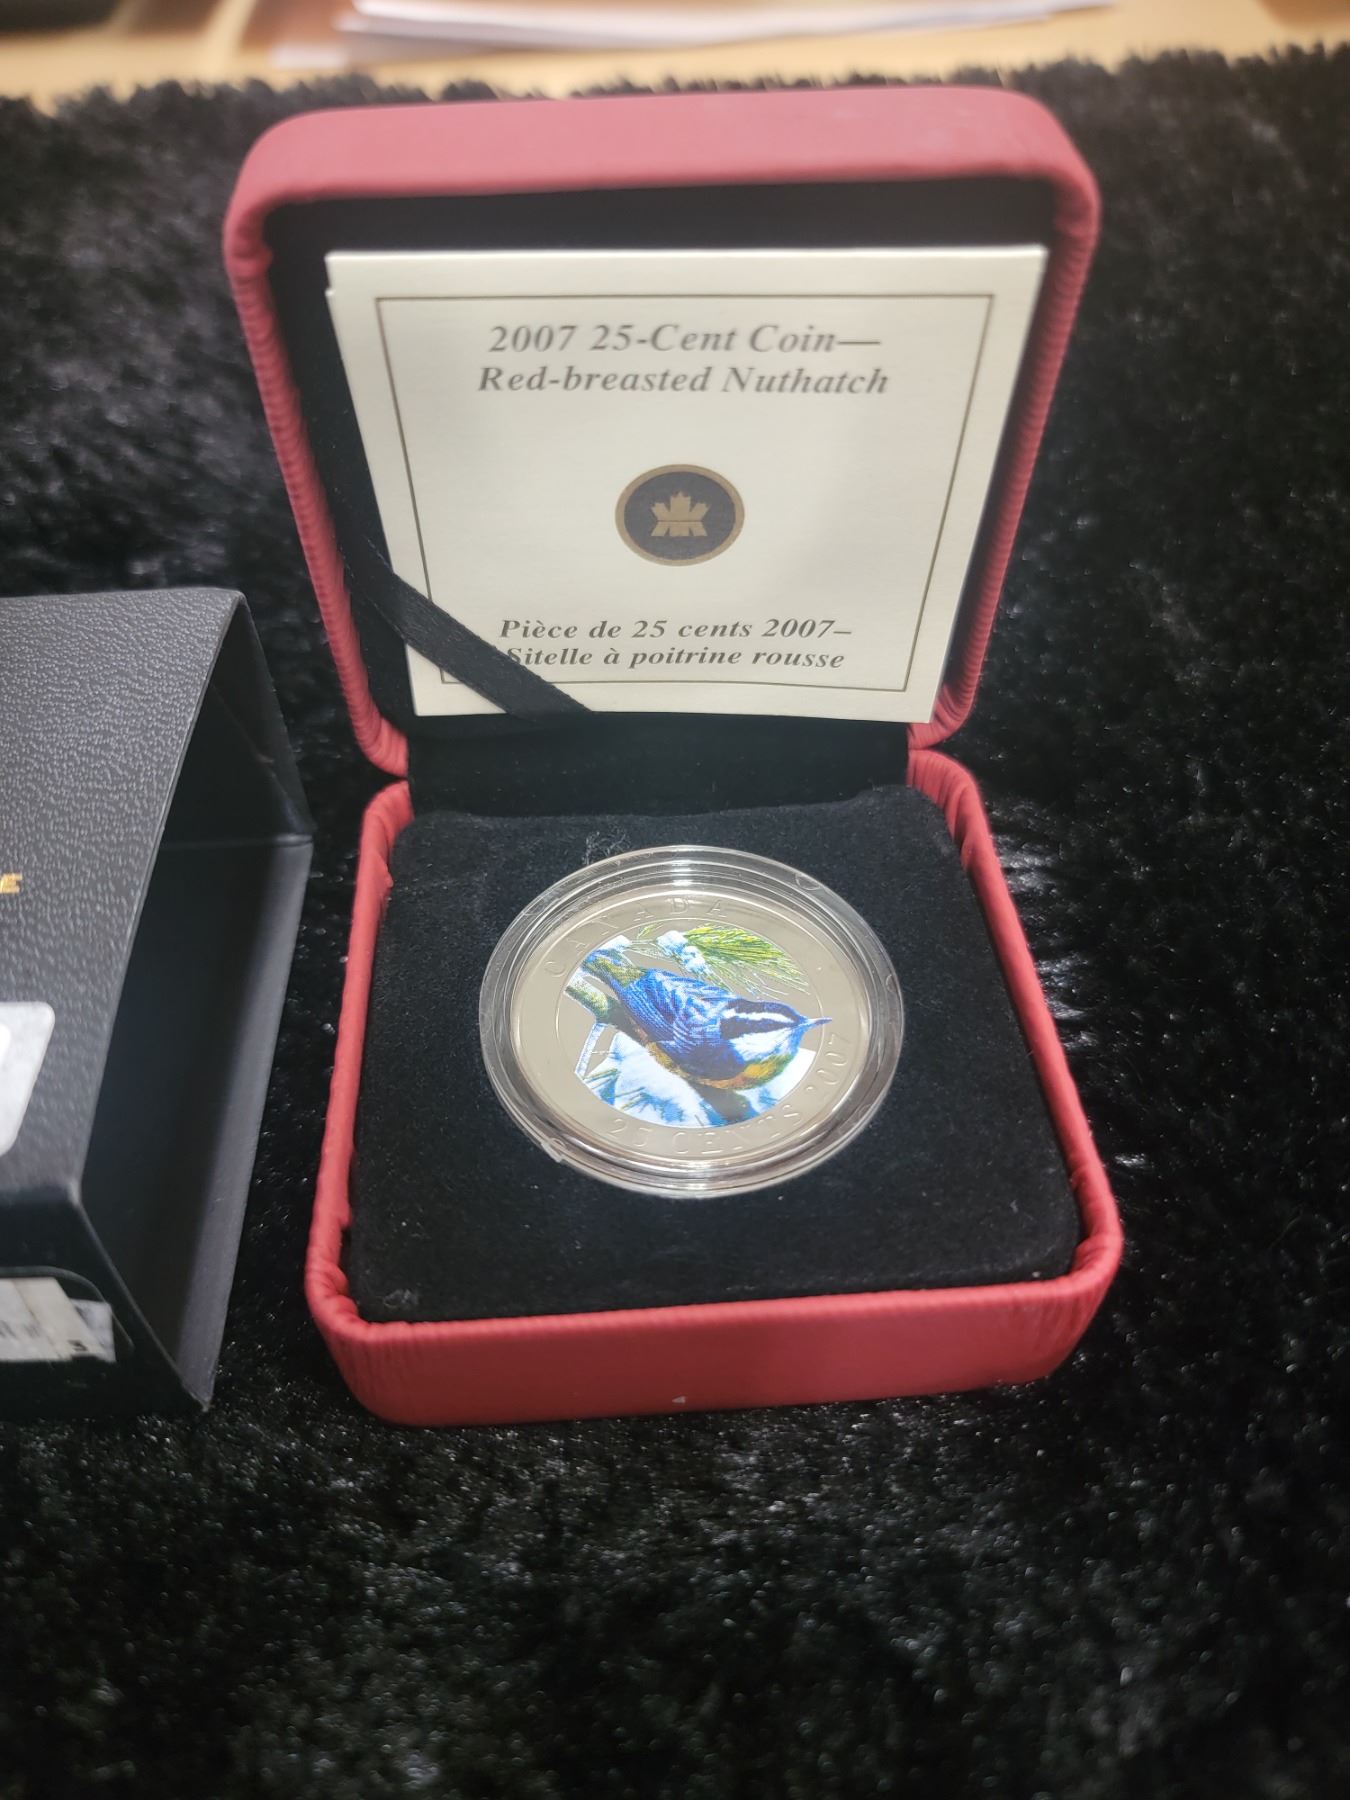 2007 25-Cent Coin—
Red-breasted Nuthatch
Pièce de 25 cents 2007–
Sitelle à poitrine rousse
CANADA
25 CENTS • 2007
E
3